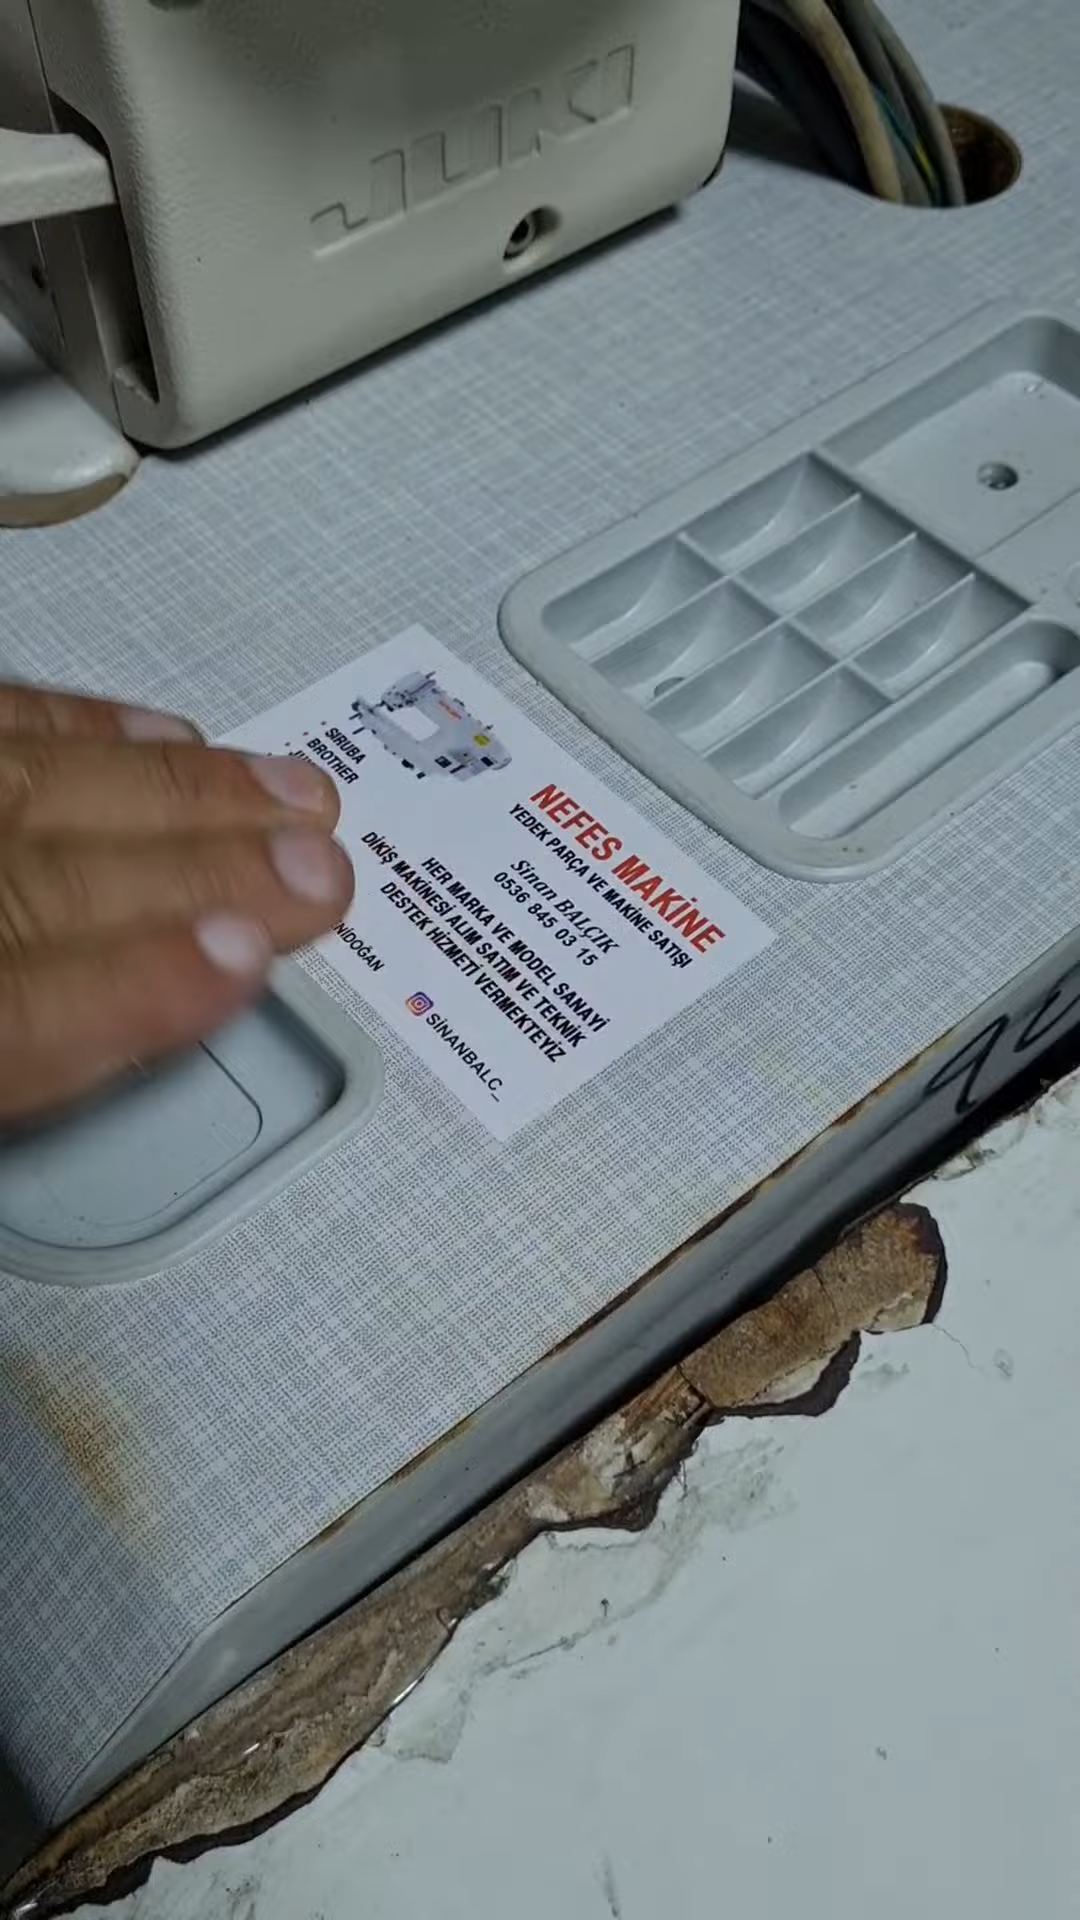 JUKI
SIRUBA
BROTHER
NEFES MAKİNE
YEDEK PARÇA VE MAKİNE SATIŞI
Sinan BALÇIK
0536 845 03 15
HER MARKA VE MODEL SANAYİ
DİKİŞ MAKİNESİ ALIM SATIM VE TEKNİK
DESTEK HİZMETİ VERMEKTEYİZ
SİNANBALC_